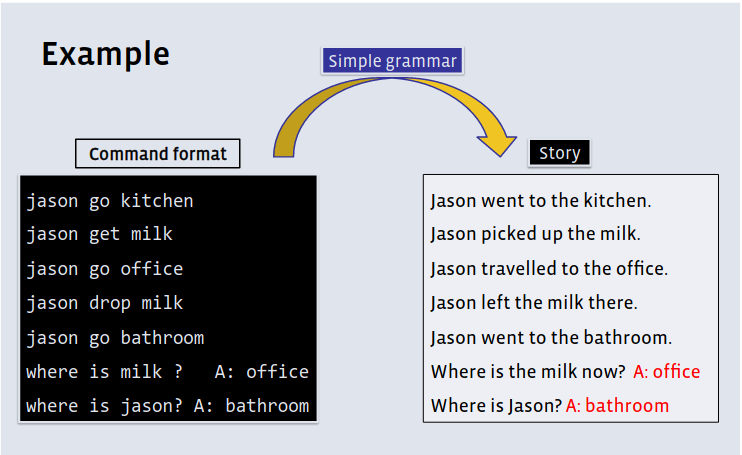 Example
Simple grammar
Command format
jason go kitchen
jason get milk
jason go office
jason drop milk
jason go bathroom
where is milk ?   A: office
where is jason? A: bathroom
Story
Jason went to the kitchen.
Jason picked up the milk.
Jason travelled to the office.
Jason left the milk there.
Jason went to the bathroom.
Where is the milk now? A: office
Where is Jason? A: bathroom